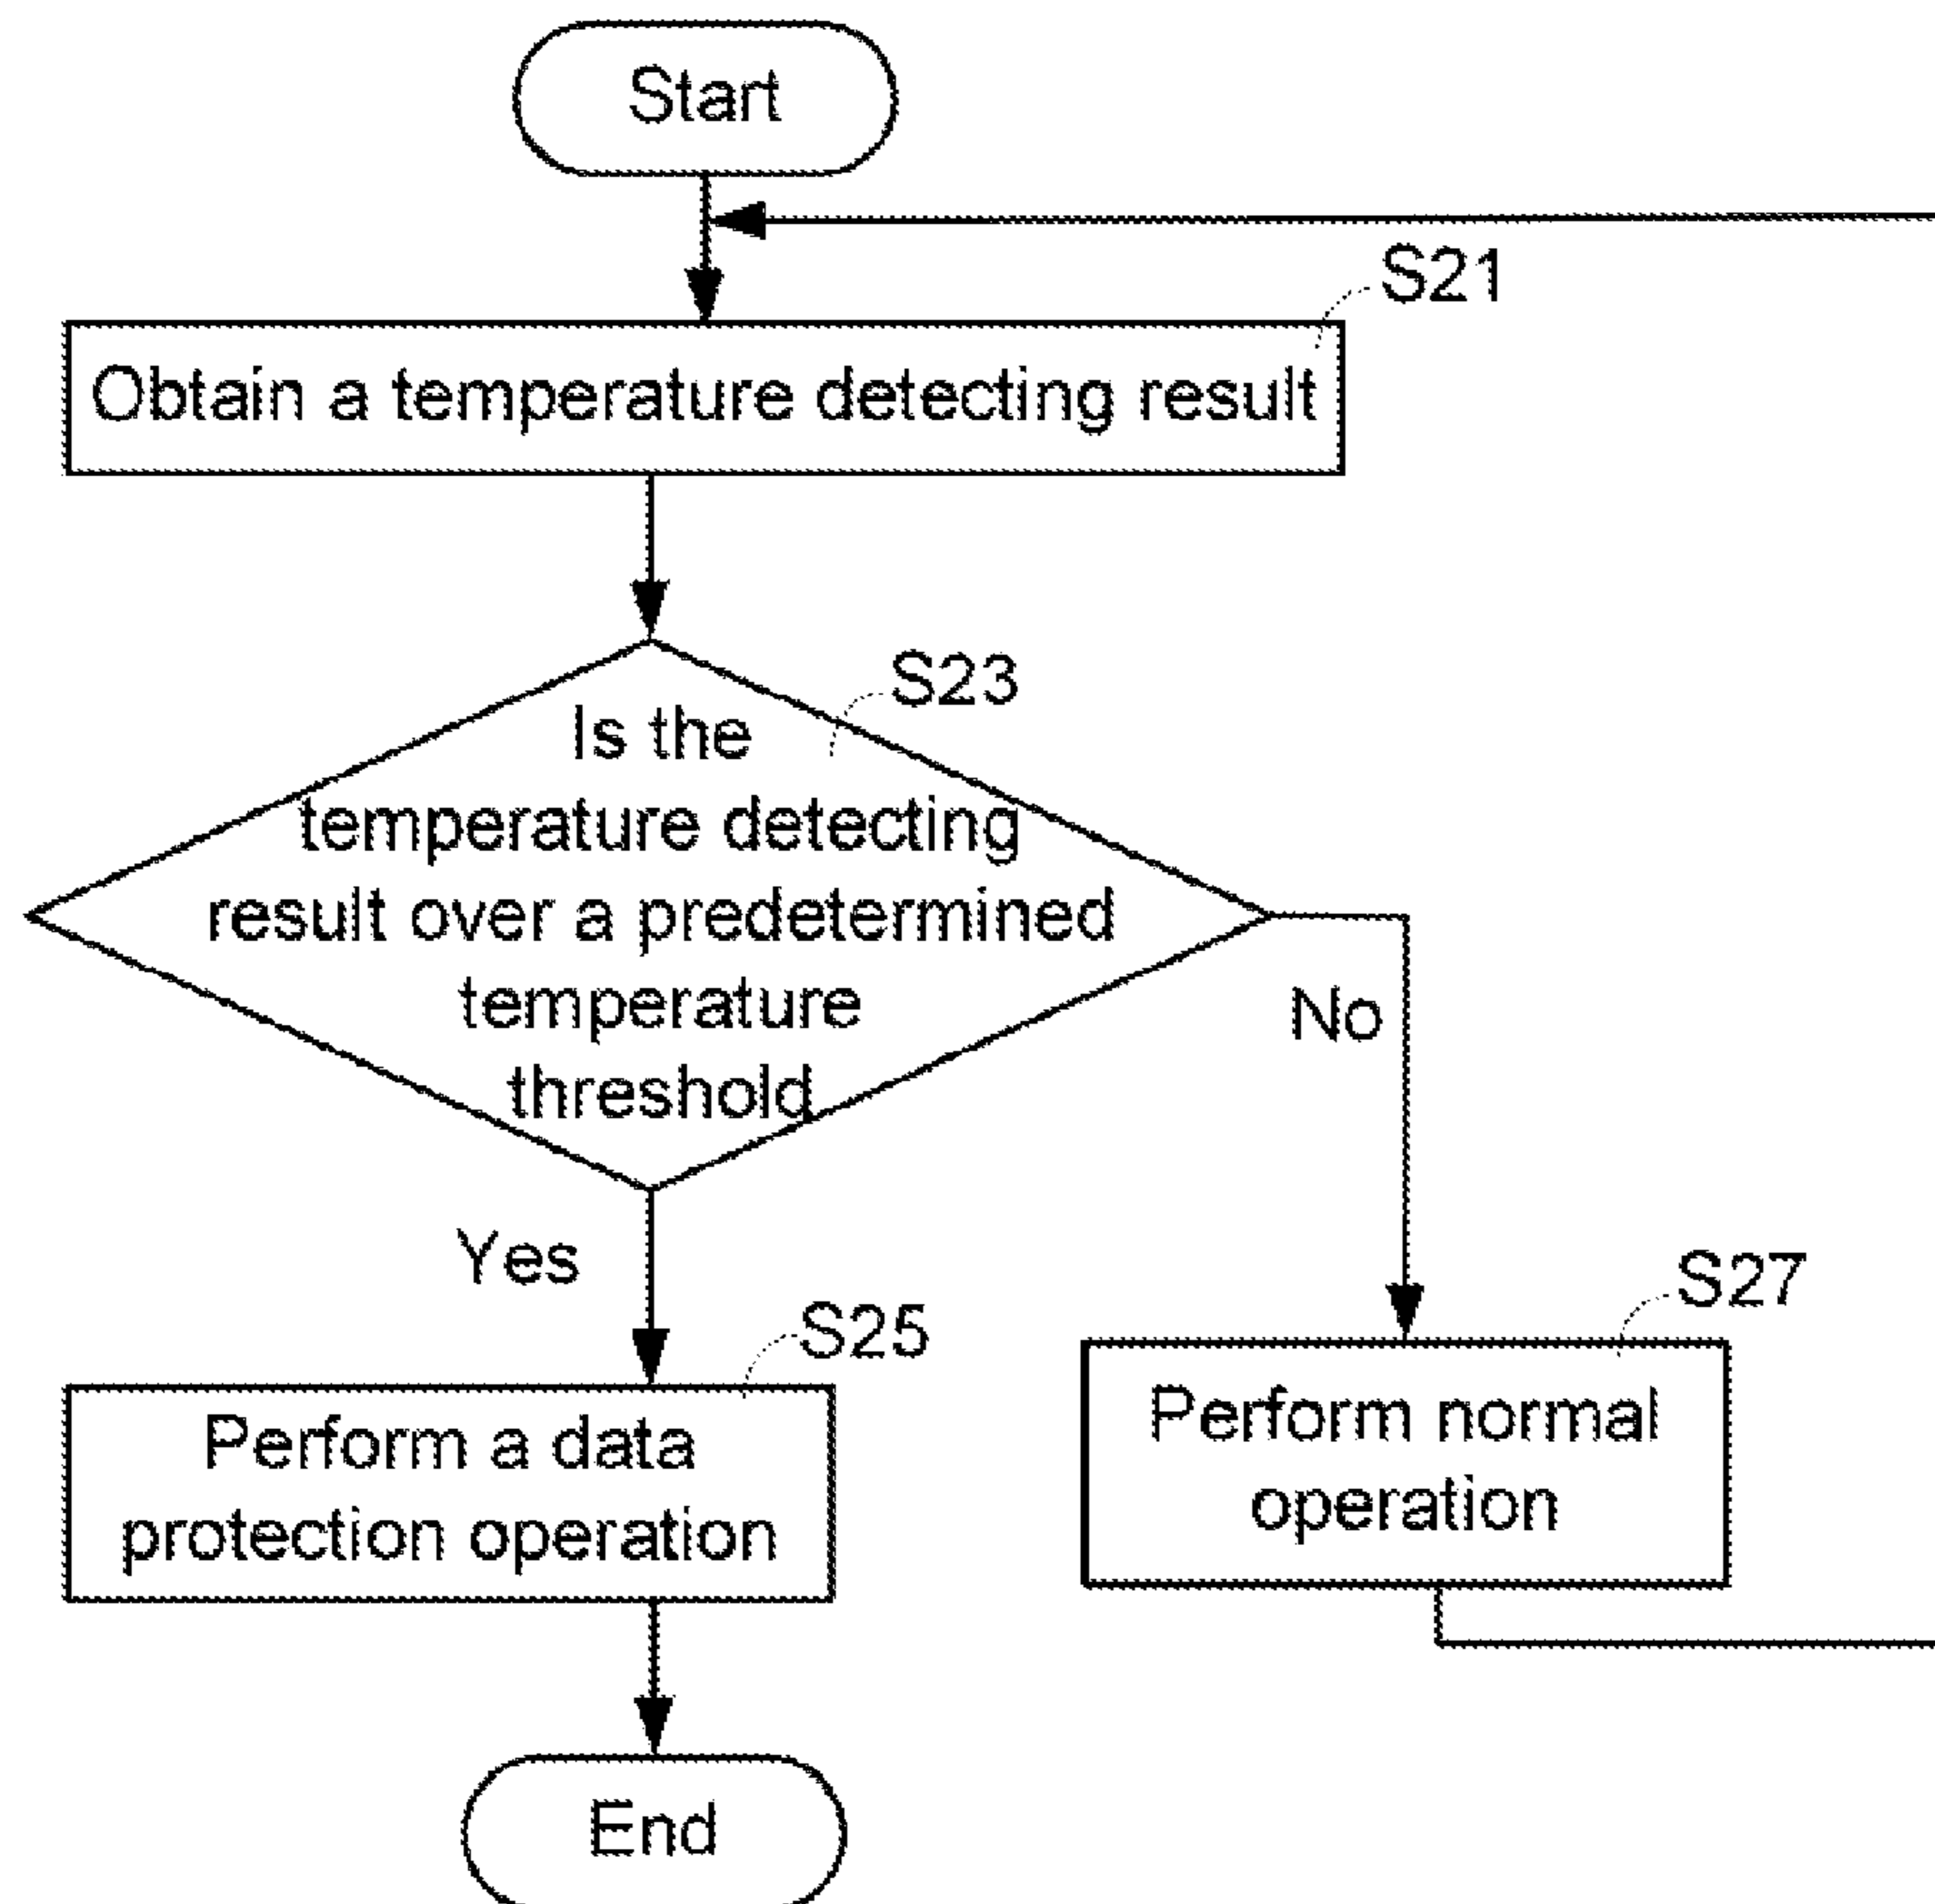 Start
S21
Obtain a temperature detecting result
S23
Is the
temperature detecting
result over a predetermined
temperature
threshold
No
Yes
S25
Perform a data
protection operation
S27
Perform normal
operation
End